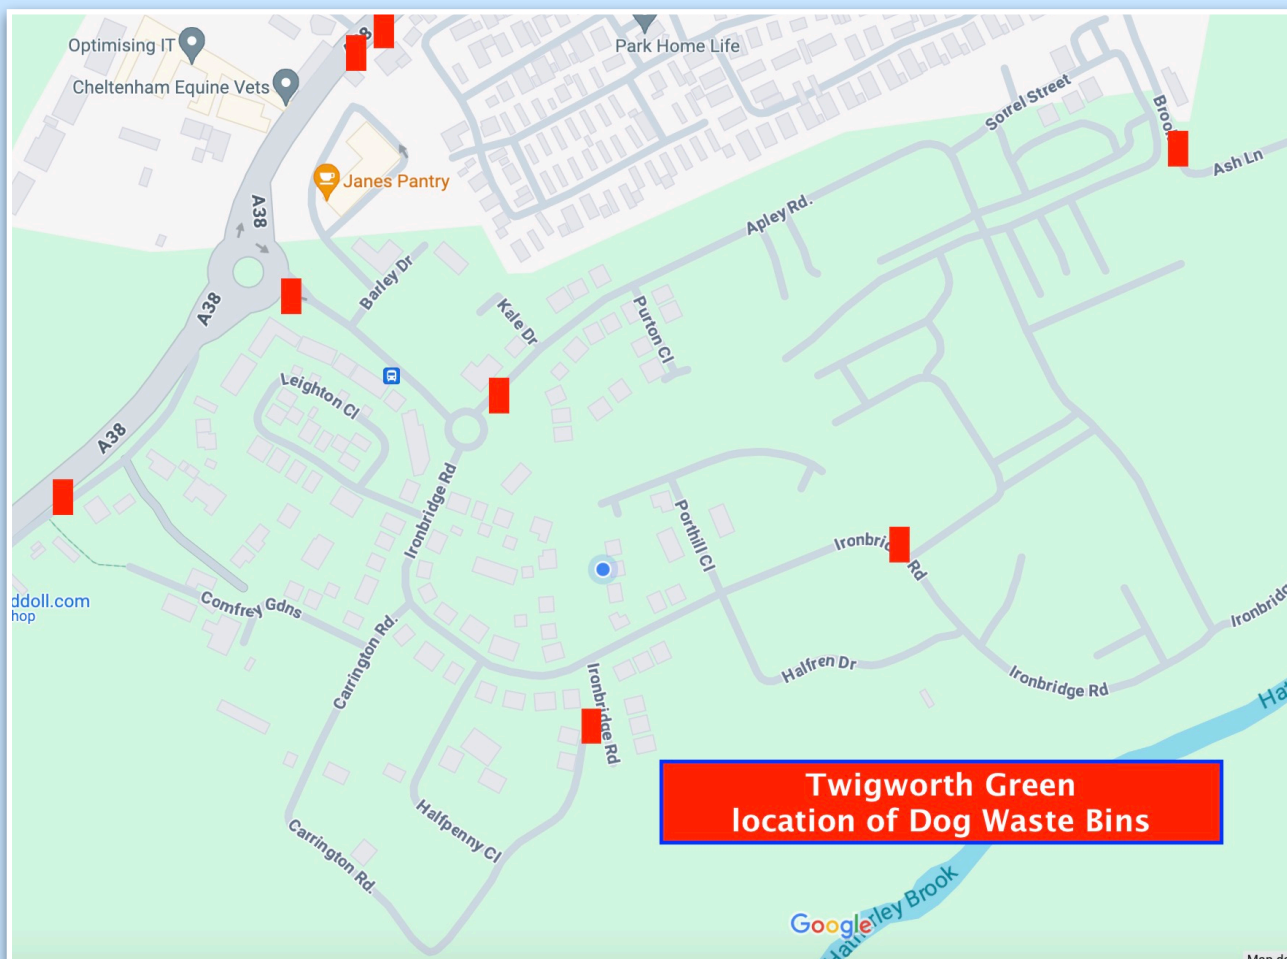 Optimising IT
Park Home Life
Cheltenham Equine Vets
Sorrel Street
Ash Ln
Janes Pantry
A38
Apley Rd.
Barley Dr
A38
Kale Dr
Purton Cl
Leighton Cl
A38
Ironbridge Rd
Porthill Cl
Rd
ddoll.com
hop
Comfrey Gdns
Carrington Rd.
Halfren Dr
Ironbridge Rd
Ironbridge Rd
Twigworth Green
location of Dog Waste Bins
Halfpenny Cl
Carrington Rd.
Google
Brook